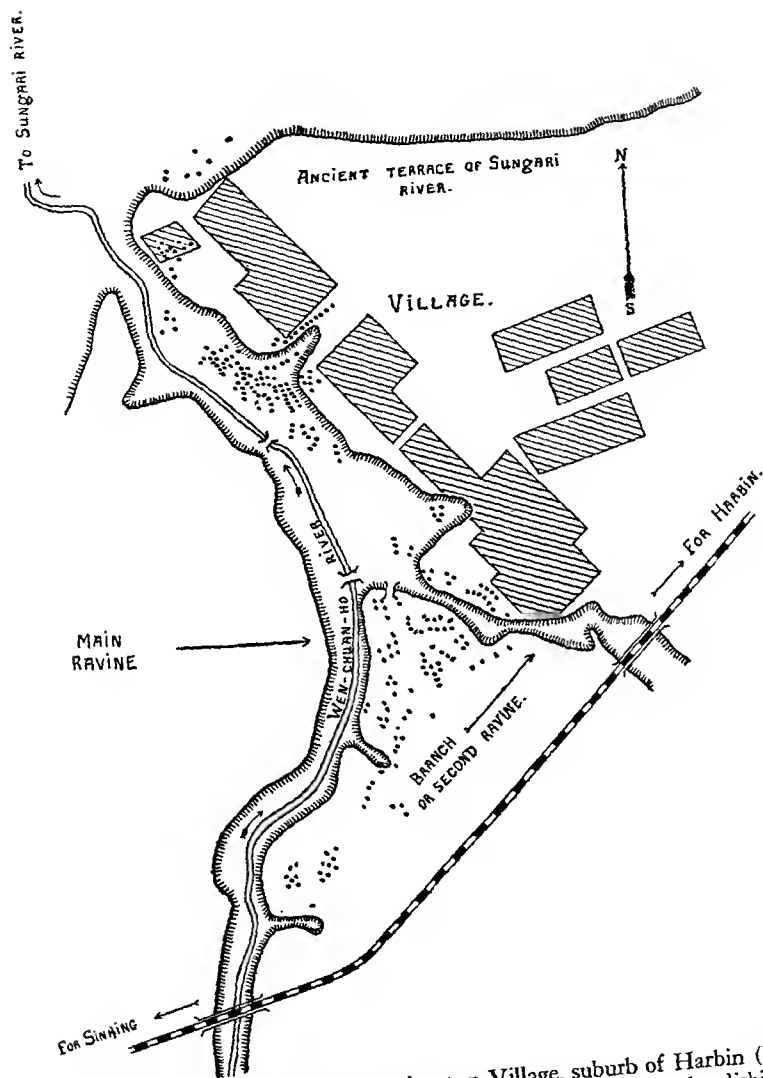 To Sungari River.
Ancient terrace of Sungari
River.
N
S
Village.
For Harbin.
River
Wen-Chuan-Ho
Main
Ravine
Branch
or Second Ravine.
For Sinking
Village, suburb of Harbin (